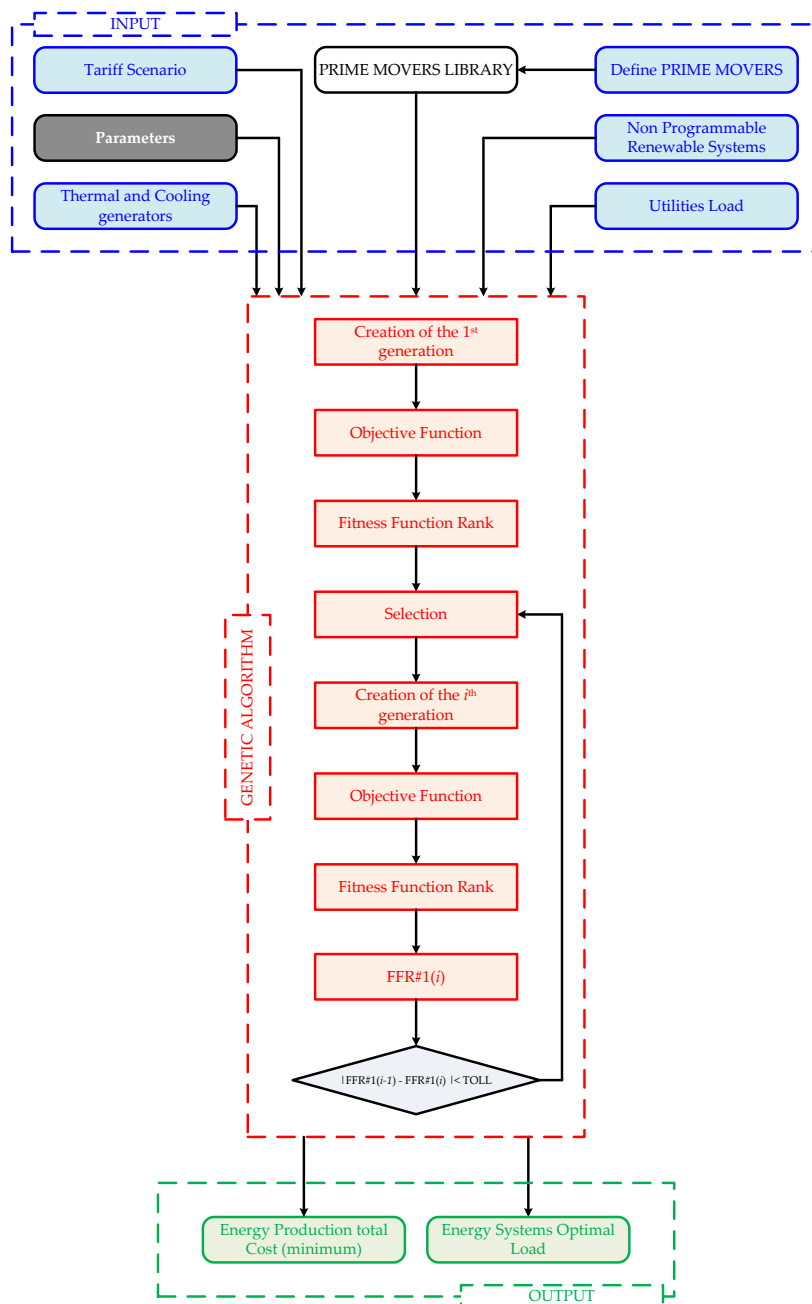 INPUT
Tariff Scenario
PRIME MOVERS LIBRARY
Define PRIME MOVERS
Parameters
Non Programmable
Renewable Systems
Thermal and Cooling
generators
Utilities Load
Creation of the 1st
generation
Objective Function
Fitness Function Rank
Selection
GENETIC ALGORITHM
Creation of the ith
generation
Objective Function
Fitness Function Rank
FFR#1(i)
|FFR#1(i-1) - FFR#1(i) |< TOLL
Energy Production total
Cost (minimum)
Energy Systems Optimal
Load
OUTPUT